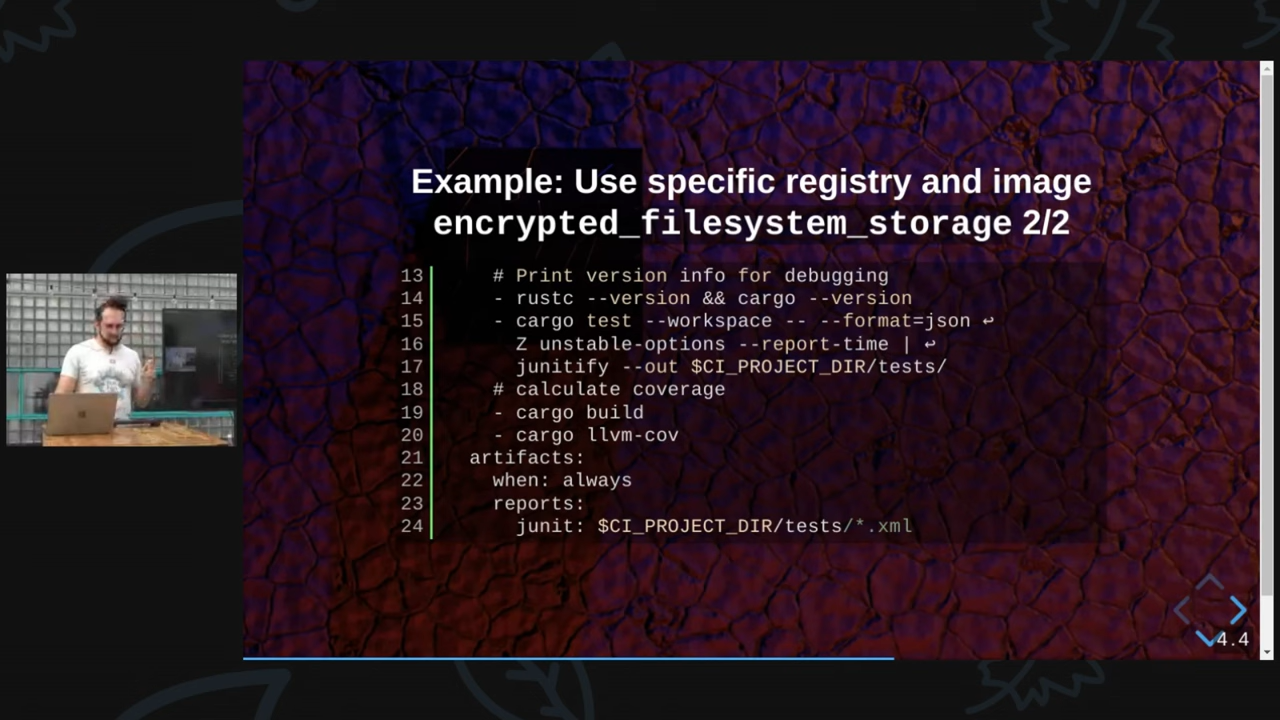 Example: Use specific registry and image
encrypted_filesystem_storage 2/2
13 # Print version info for debugging
14 - rustc --version && cargo --version
15 - cargo test --workspace -- --format=json ↩
16 Z unstable-options --report-time | ↩
17 junitify --out $CI_PROJECT_DIR/tests/
18 # calculate coverage
19 - cargo build
20 - cargo llvm-cov
21 artifacts:
22 when: always
23 reports:
24 junit: $CI_PROJECT_DIR/tests/*.xml
4.4